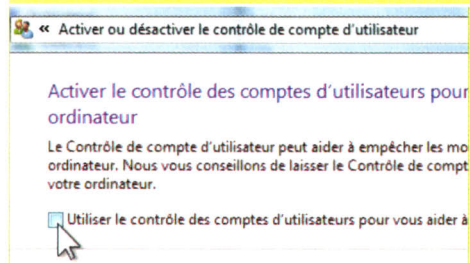 « Activer ou désactiver le contrôle de compte d'utilisateur
Activer le contrôle des comptes d'utilisateurs pour
ordinateur
Le Contrôle de compte d'utilisateur peut aider à empêcher les mo
ordinateur. Nous vous conseillons de laisser le Contrôle de compt
votre ordinateur.
Utiliser le contrôle des comptes d'utilisateurs pour vous aider à